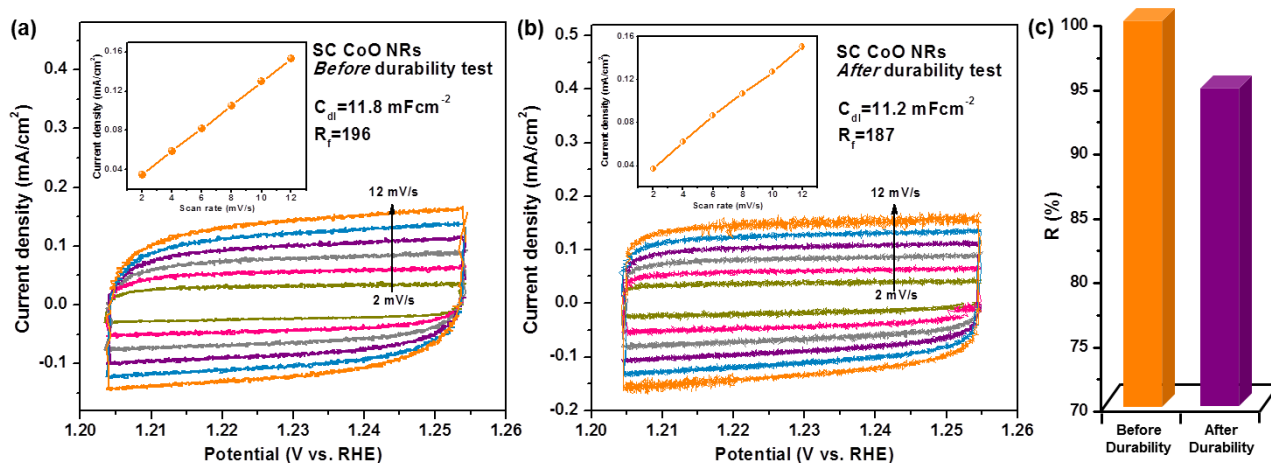 (a)
SC CoO NRs
Before durability test
C_dl=11.8 mFcm^-2
R_f=196
Current density (mA/cm²)
0.16
0.12
0.08
0.04
2 4 6 8 10 12
Scan rate (mV/s)
12 mV/s
2 mV/s
Current density (mA/cm²)
0.4
0.3
0.2
0.1
0.0
-0.1
1.20 1.21 1.22 1.23 1.24 1.25 1.26
Potential (V vs. RHE)
(b)
SC CoO NRs
After durability test
C_dl=11.2 mFcm^-2
R_f=187
Current density (mA/cm²)
0.16
0.12
0.08
0.04
2 4 6 8 10 12
Scan rate (mV/s)
12 mV/s
2 mV/s
Current density (mA/cm²)
0.5
0.4
0.3
0.2
0.1
0.0
-0.1
-0.2
1.20 1.21 1.22 1.23 1.24 1.25 1.26
Potential (V vs. RHE)
(c)
R (%)
100
95
90
85
80
75
70
Before
Durability
After
Durability